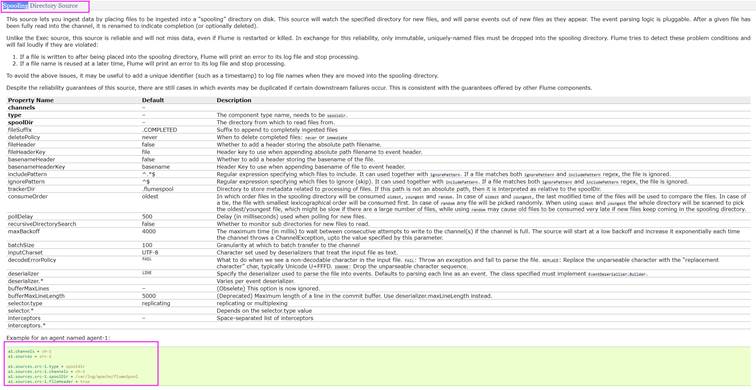 Spooling Directory Source
This source lets you ingest data by placing files to be ingested into a “spooling” directory on disk. This source will watch the specified directory for new files, and will parse events out of new files as they appear. The event parsing logic is pluggable. After a given file has
been fully read into the channel, it is renamed to indicate completion (or optionally deleted).
Unlike the Exec source, this source is reliable and will not miss data, even if Flume is restarted or killed. In exchange for this reliability, only immutable, uniquely-named files must be dropped into the spooling directory. Flume tries to detect these problem conditions and
will fail loudly if they are violated:
1. If a file is written to after being placed into the spooling directory, Flume will print an error to its log file and stop processing.
2. If a file name is reused at a later time, Flume will print an error to its log file and stop processing.
To avoid the above issues, it may be useful to add a unique identifier (such as a timestamp) to log file names when they are moved into the spooling directory.
Despite the reliability guarantees of this source, there are still cases in which events may be duplicated if certain downstream failures occur. This is consistent with the guarantees offered by other Flume components.
Property Name Default Description
channels –
type – The component type name, needs to be spooldir.
spoolDir – The directory from which to read files from.
fileSuffix .COMPLETED Suffix to append to completely ingested files
deletePolicy never When to delete completed files: never or immediate
fileHeader false Whether to add a header storing the absolute path filename.
fileHeaderKey file Header key to use when appending absolute path filename to event header.
basenameHeader false Whether to add a header storing the basename of the file.
basenameHeaderKey basename Header Key to use when appending basename of file to event header.
includePattern ^.*$ Regular expression specifying which files to include. It can used together with ignorePattern. If a file matches both ignorePattern and includePattern regex, the file is ignored.
ignorePattern ^$ Regular expression specifying which files to ignore (skip). It can used together with includePattern. If a file matches both ignorePattern and includePattern regex, the file is ignored.
trackerDir .flumespool Directory to store metadata related to processing of files. If this path is not an absolute path, then it is interpreted as relative to the spoolDir.
consumeOrder oldest In which order files in the spooling directory will be consumed oldest, youngest and random. In case of oldest and youngest, the last modified time of the files will be used to compare the files. In case of
a tie, the file with smallest lexicographical order will be consumed first. In case of random any file will be picked randomly. When using oldest and youngest the whole directory will be scanned to pick
the oldest/youngest file, which might be slow if there are a large number of files, while using random may cause old files to be consumed very late if new files keep coming in the spooling directory.
pollDelay 500 Delay (in milliseconds) used when polling for new files.
recursiveDirectorySearch false Whether to monitor sub directories for new files to read.
maxBackoff 4000 The maximum time (in millis) to wait between consecutive attempts to write to the channel(s) if the channel is full. The source will start at a low backoff and increase it exponentially each time
the channel throws a ChannelException, upto the value specified by this parameter.
batchSize 100 Granularity at which to batch transfer to the channel
inputCharset UTF-8 Character set used by deserializers that treat the input file as text.
decodeErrorPolicy FAIL What to do when we see a non-decodable character in the input file. FAIL: Throw an exception and fail to parse the file. REPLACE: Replace the unparseable character with the “replacement
character” char, typically Unicode U+FFFD. IGNORE: Drop the unparseable character sequence.
deserializer LINE Specify the deserializer used to parse the file into events. Defaults to parsing each line as an event. The class specified must implement EventDeserializer.Builder.
deserializer.* Varies per event deserializer.
bufferMaxLines – (Obsolete) This option is now ignored.
bufferMaxLineLength 5000 (Deprecated) Maximum length of a line in the commit buffer. Use deserializer.maxLineLength instead.
selector.type replicating replicating or multiplexing
selector.* Depends on the selector.type value
interceptors – Space-separated list of interceptors
interceptors.*
Example for an agent named agent-1:
a1.channels = ch-1
a1.sources = src-1
a1.sources.src-1.type = spooldir
a1.sources.src-1.channels = ch-1
a1.sources.src-1.spoolDir = /var/log/apache/flumeSpool
a1.sources.src-1.fileHeader = true